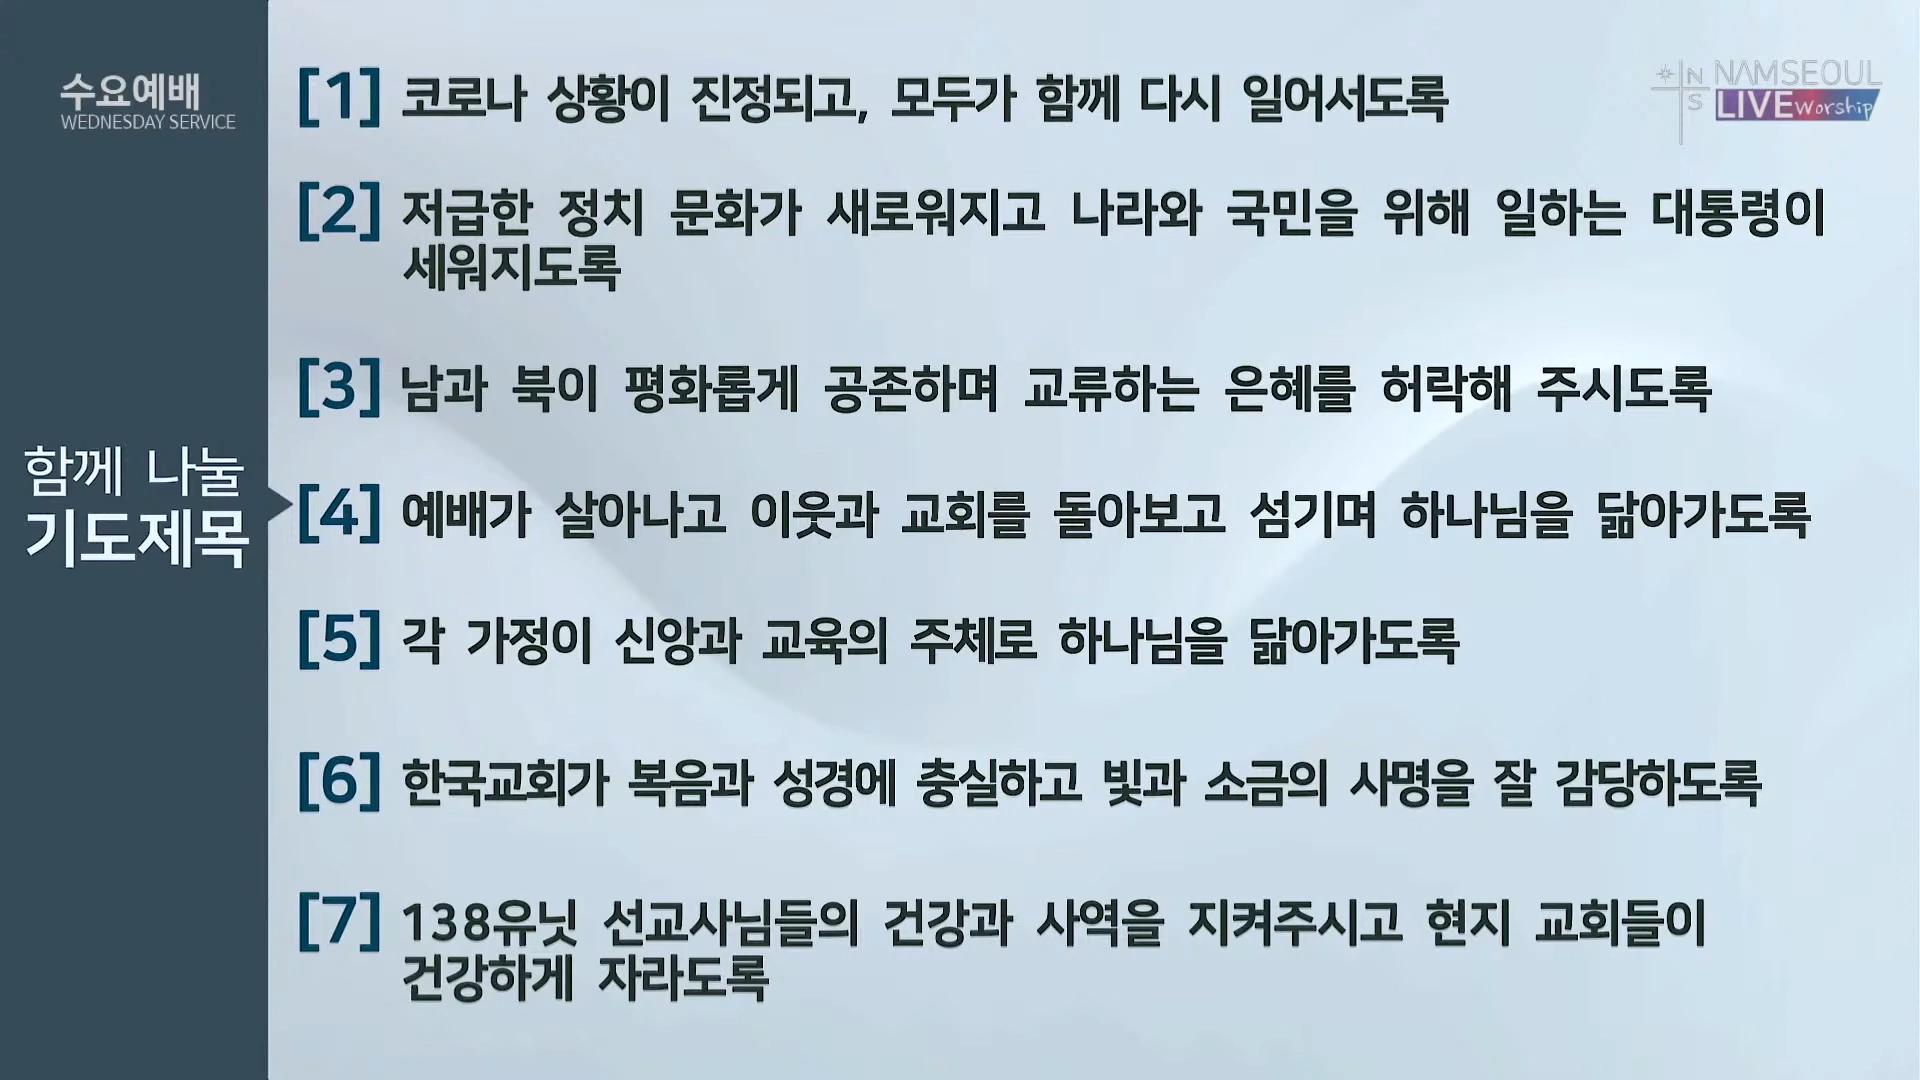 수요예배
WEDNESDAY SERVICE
함께 나눌
기도제목
[1] 코로나 상황이 진정되고, 모두가 함께 다시 일어서도록
[2] 저급한 정치 문화가 새로워지고 나라와 국민을 위해 일하는 대통령이
세워지도록
[3] 남과 북이 평화롭게 공존하며 교류하는 은혜를 허락해 주시도록
[4] 예배가 살아나고 이웃과 교회를 돌아보고 섬기며 하나님을 닮아가도록
[5] 각 가정이 신앙과 교육의 주체로 하나님을 닮아가도록
[6] 한국교회가 복음과 성경에 충실하고 빛과 소금의 사명을 잘 감당하도록
[7] 138유닛 선교사님들의 건강과 사역을 지켜주시고 현지 교회들이
건강하게 자라도록
N S
NAMSEOUL
LIVE Worship